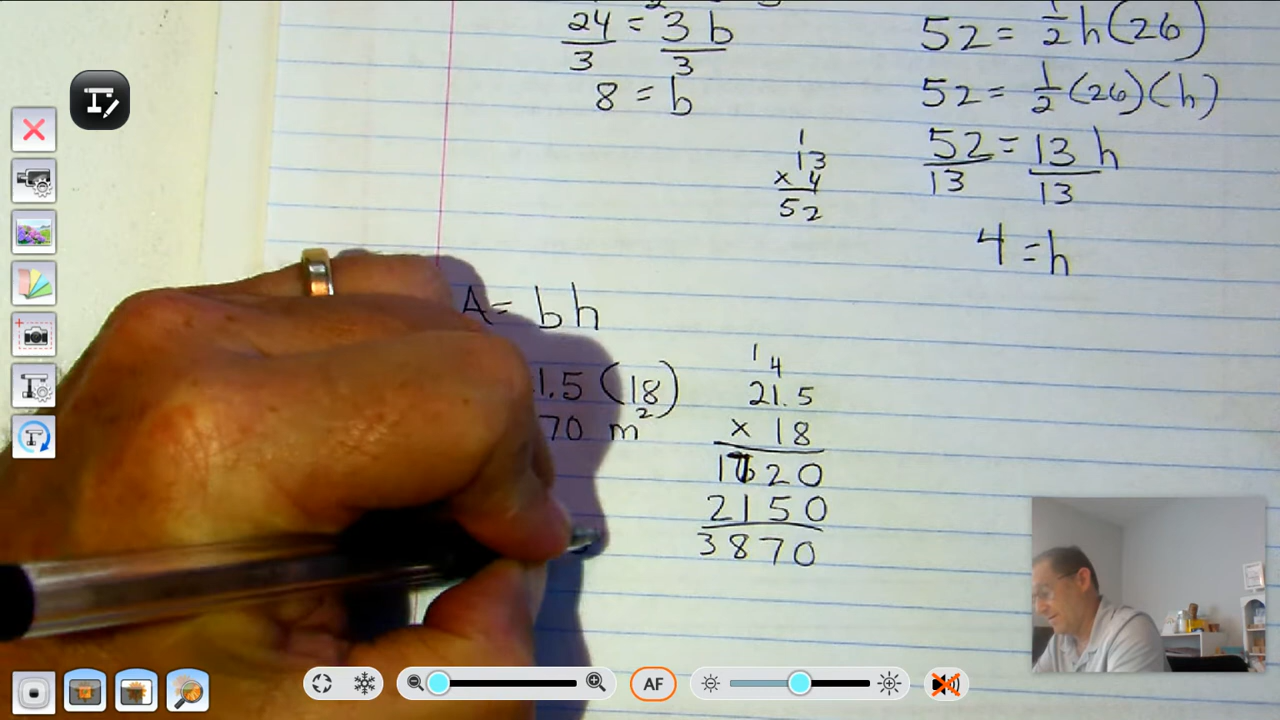 24 = 3 b
3 3
8 = b
52 = 1/2 h (26)
52 = 1/2 (26)(h)
52 = 13 h
13 13
4 = h
1
13
x 4
52
A = bh
1.5 (18)
70 m²
1 4
21.5
x 18
1720
2150
3870
AF